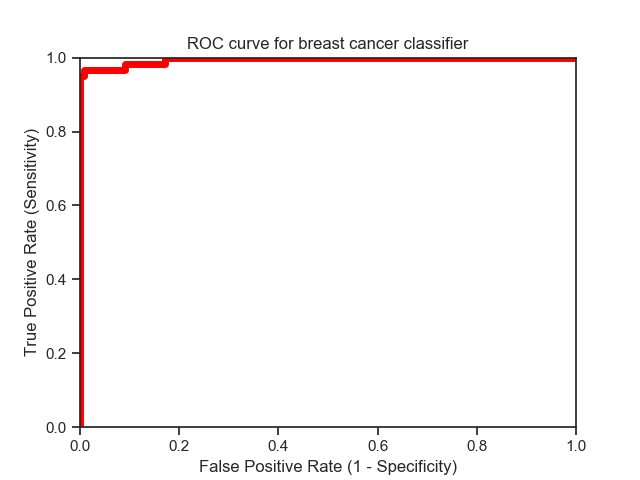 ROC curve for breast cancer classifier
1.0
0.8
0.6
0.4
0.2
0.0
True Positive Rate (Sensitivity)
0.0 0.2 0.4 0.6 0.8 1.0
False Positive Rate (1 - Specificity)